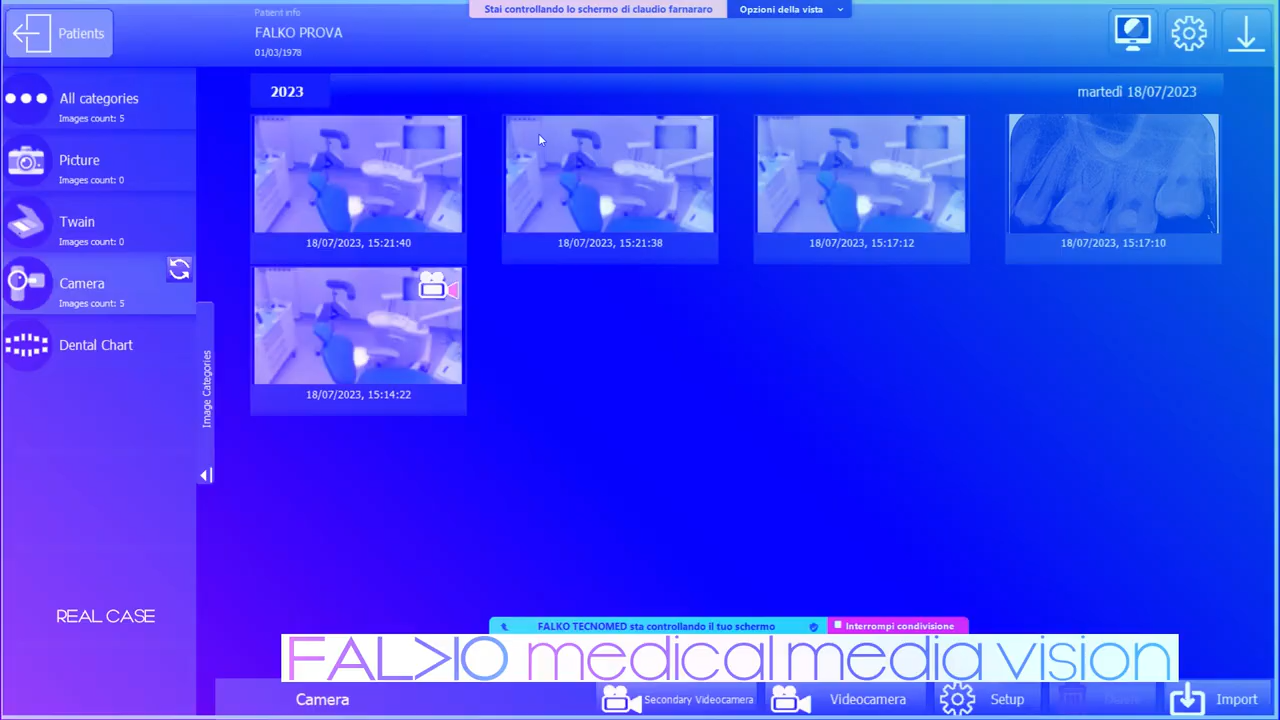 Stai controllando lo schermo di claudio farnararo
Opzioni della vista
Patients
Patient info
FALKO PROVA
01/03/1978
All categories
Images count: 5
Picture
Images count: 0
Twain
Images count: 0
Camera
Images count: 5
Dental Chart
Image Categories
2023
martedì 18/07/2023
18/07/2023, 15:21:40
18/07/2023, 15:21:38
18/07/2023, 15:17:12
18/07/2023, 15:17:10
18/07/2023, 15:14:22
REAL CASE
FALKO TECNOMED sta controllando il tuo schermo
Interrompi condivisione
FALKO medical media vision
Camera
Secondary Videocamera
Videocamera
Setup
Import